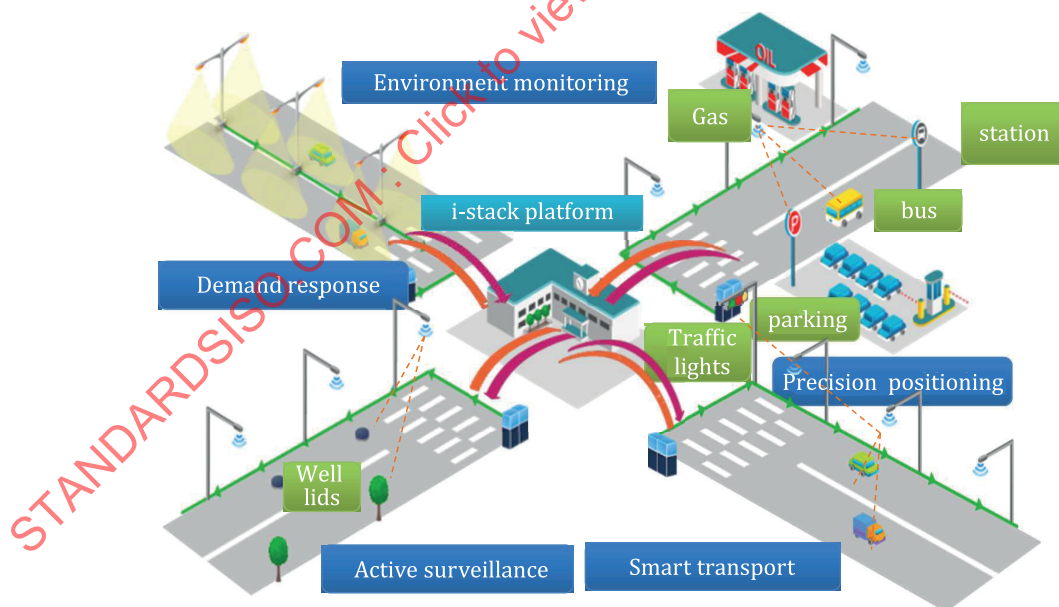 OIL
Environment monitoring
Gas
station
i-stack platform
bus
P
Demand response
parking
Traffic
lights
Precision positioning
Well
lids
Active surveillance
Smart transport
STANDARDSISO.COM : Click to view